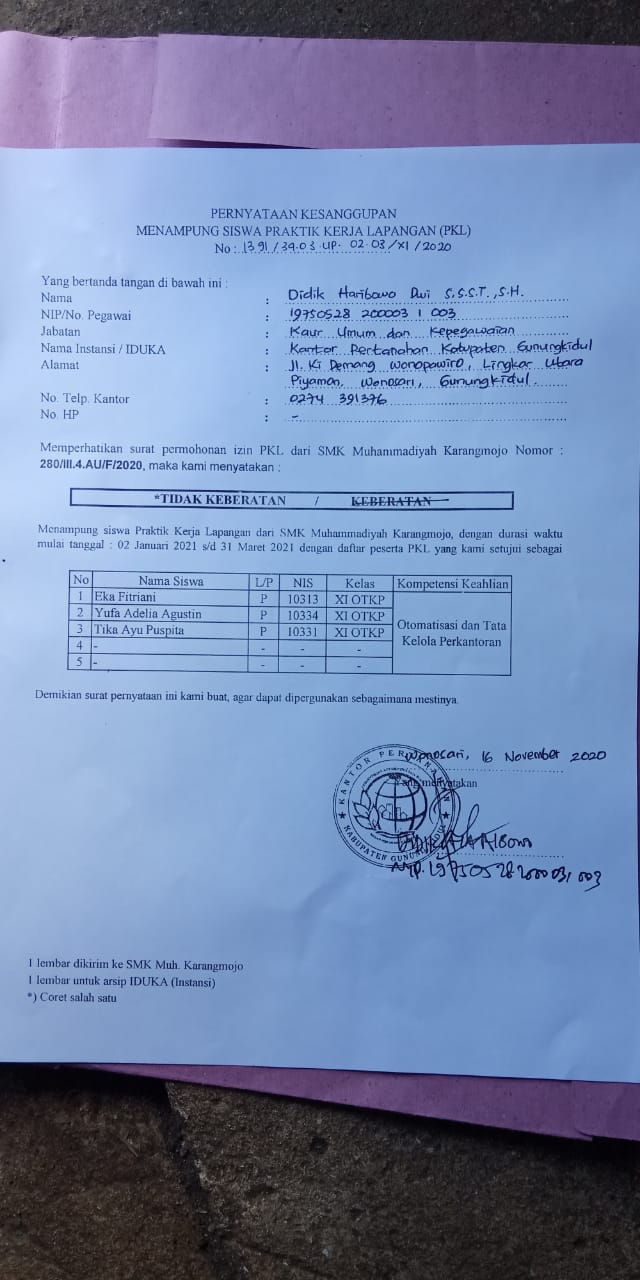 PERNYATAAN KESANGGUPAN
MENAMPUNG SISWA PRAKTIK KERJA LAPANGAN (PKL)
No : 1391 / 34.03.UP. 02.03 / XI / 2020
Yang bertanda tangan di bawah ini :
Nama : Didik Haribowo Dwi S.S.S.T., S.H.
NIP/No. Pegawai : 19750528 200003 1 003
Jabatan : Kaur Umum dan Kepegawaian
Nama Instansi / IDUKA : Kantor Pertanahan Kabupaten Gunungkidul
Alamat : Jl. Ki Demang Wonopawiro, Lingkar Utara
Piyaman, Wonosari, Gunungkidul.
No. Telp. Kantor : 0274 391376
No. HP : -
Memperhatikan surat permohonan izin PKL dari SMK Muhammadiyah Karangmojo Nomor :
280/III.4.AU/F/2020, maka kami menyatakan :
*TIDAK KEBERATAN / KEBERATAN
Menampung siswa Praktik Kerja Lapangan dari SMK Muhammadiyah Karangmojo, dengan durasi waktu
mulai tanggal : 02 Januari 2021 s/d 31 Maret 2021 dengan daftar peserta PKL yang kami setujui sebagai
No Nama Siswa L/P NIS Kelas Kompetensi Keahlian
1 Eka Fitriani P 10313 XI OTKP
2 Yufa Adelia Agustin P 10334 XI OTKP
3 Tika Ayu Puspita P 10331 XI OTKP
4 - - - -
5 - - - -
Otomatisasi dan Tata
Kelola Perkantoran
Demikian surat pernyataan ini kami buat, agar dapat dipergunakan sebagaimana mestinya.
Wonosari, 16 November 2020
Yang menyatakan
KANTOR PERTANAHAN
KABUPATEN GUNUNGKIDUL
NIP. 19750528 200003 1 003
1 lembar dikirim ke SMK Muh. Karangmojo
1 lembar untuk arsip IDUKA (Instansi)
*) Coret salah satu